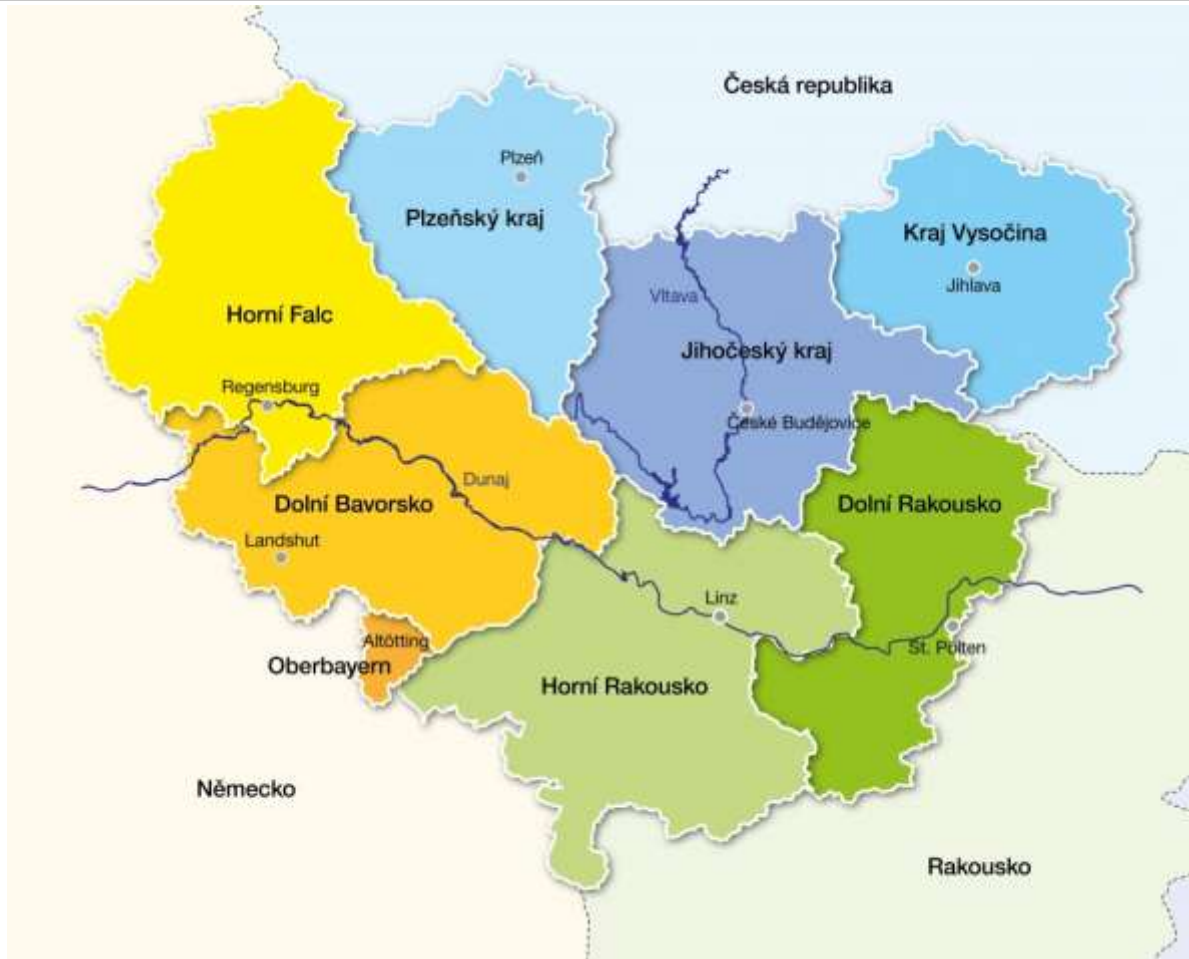 Česká republika
Plzeň
Plzeňský kraj
Kraj Vysočina
Jihlava
Vltava
Horní Falc
Jihočeský kraj
Regensburg
České Budějovice
Dunaj
Dolní Bavorsko
Dolní Rakousko
Landshut
Linz
Altötting
St. Pölten
Oberbayern
Horní Rakousko
Německo
Rakousko